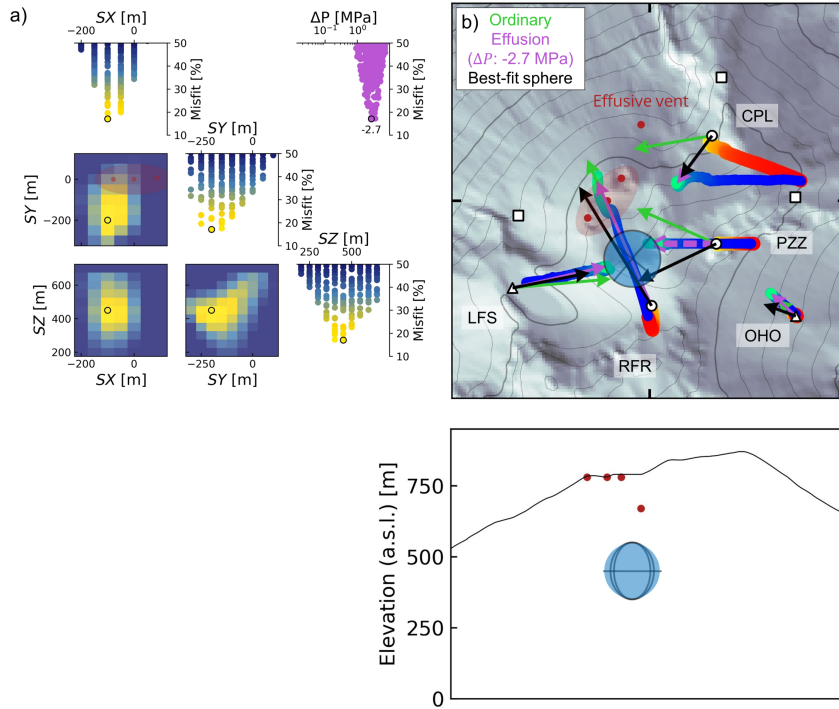 a)
SX [m]
−200
0
50
40
30
20
10
Misfit [%]
ΔP [MPa]
10⁻¹
10⁰
50
40
30
20
10
Misfit [%]
-2.7
SY [m]
−200
0
50
40
30
20
10
Misfit [%]
SY [m]
0
−200
SZ [m]
250
500
50
40
30
20
10
Misfit [%]
SZ [m]
600
400
200
−200
0
SX [m]
−200
0
SY [m]
b)
Ordinary
Effusion
(ΔP: -2.7 MPa)
Best-fit sphere
Effusive vent
CPL
PZZ
LFS
OHO
RFR
Elevation (a.s.l.) [m]
750
500
250
0